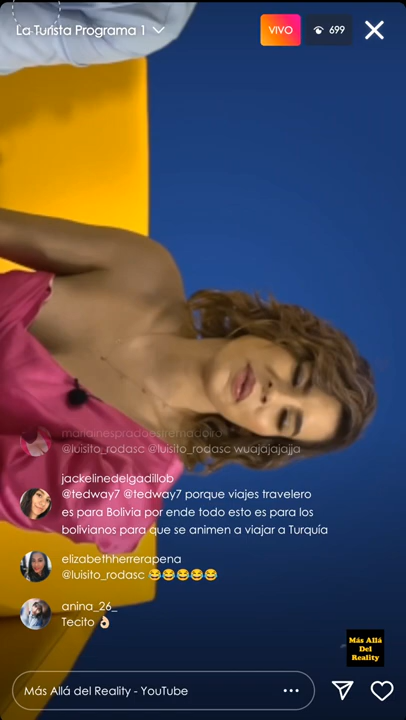 La Turista Programa 1
VIVO
699
mariainespradoestremadoiro
@luisito_rodasc @luisito_rodasc wuajajajajja
jackelinedelgadillob
@tedway7 @tedway7 porque viajes travelero
es para Bolivia por ende todo esto es para los
bolivianos para que se animen a viajar a Turquía
elizabethherrerapena
@luisito_rodasc 😂😂😂😂😂
anina_26_
Tecito 👌🏻
Más Allá
Del
Reality
Más Allá del Reality - YouTube